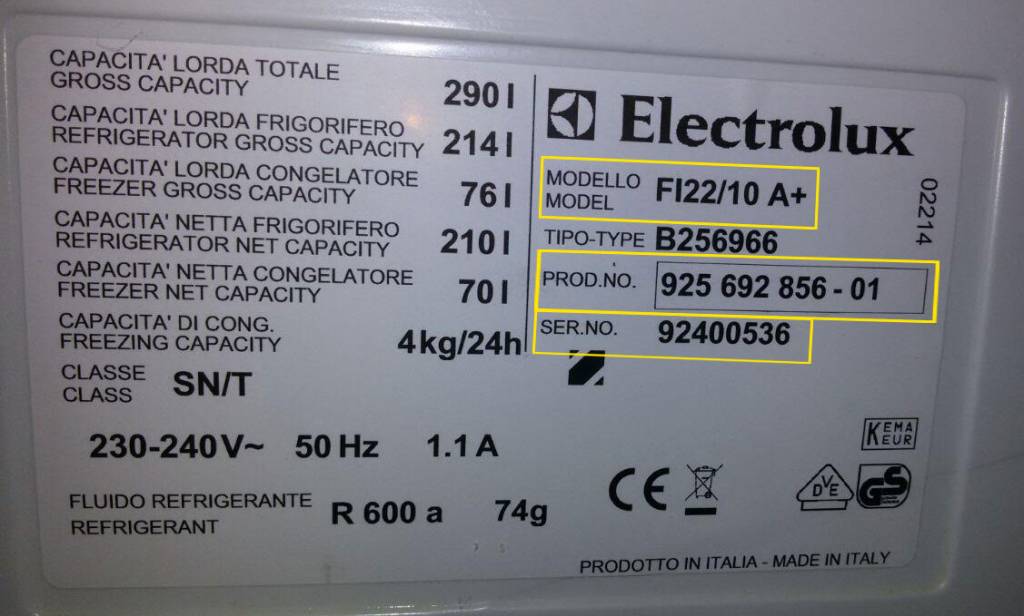 CAPACITA' LORDA TOTALE
GROSS CAPACITY 290 l
CAPACITA' LORDA FRIGORIFERO
REFRIGERATOR GROSS CAPACITY 214 l
CAPACITA' LORDA CONGELATORE
FREEZER GROSS CAPACITY 76 l
CAPACITA' NETTA FRIGORIFERO
REFRIGERATOR NET CAPACITY 210 l
CAPACITA' NETTA CONGELATORE
FREEZER NET CAPACITY 70 l
CAPACITA' DI CONG.
FREEZING CAPACITY 4kg/24h
CLASSE
CLASS SN/T
230-240V~ 50 Hz 1.1 A
FLUIDO REFRIGERANTE
REFRIGERANT R 600 a 74g
Electrolux
MODELLO
MODEL FI22/10 A+
TIPO-TYPE B256966
PROD.NO. 925 692 856 - 01
SER.NO. 92400536
02214
KEMA
EUR
CE
DVE
GS
PRODOTTO IN ITALIA - MADE IN ITALY